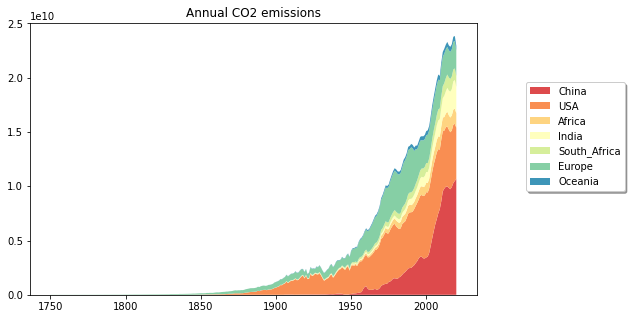 Annual CO2 emissions
1e10
2.5
2.0
1.5
1.0
0.5
0.0
1750 1800 1850 1900 1950 2000
China
USA
Africa
India
South_Africa
Europe
Oceania